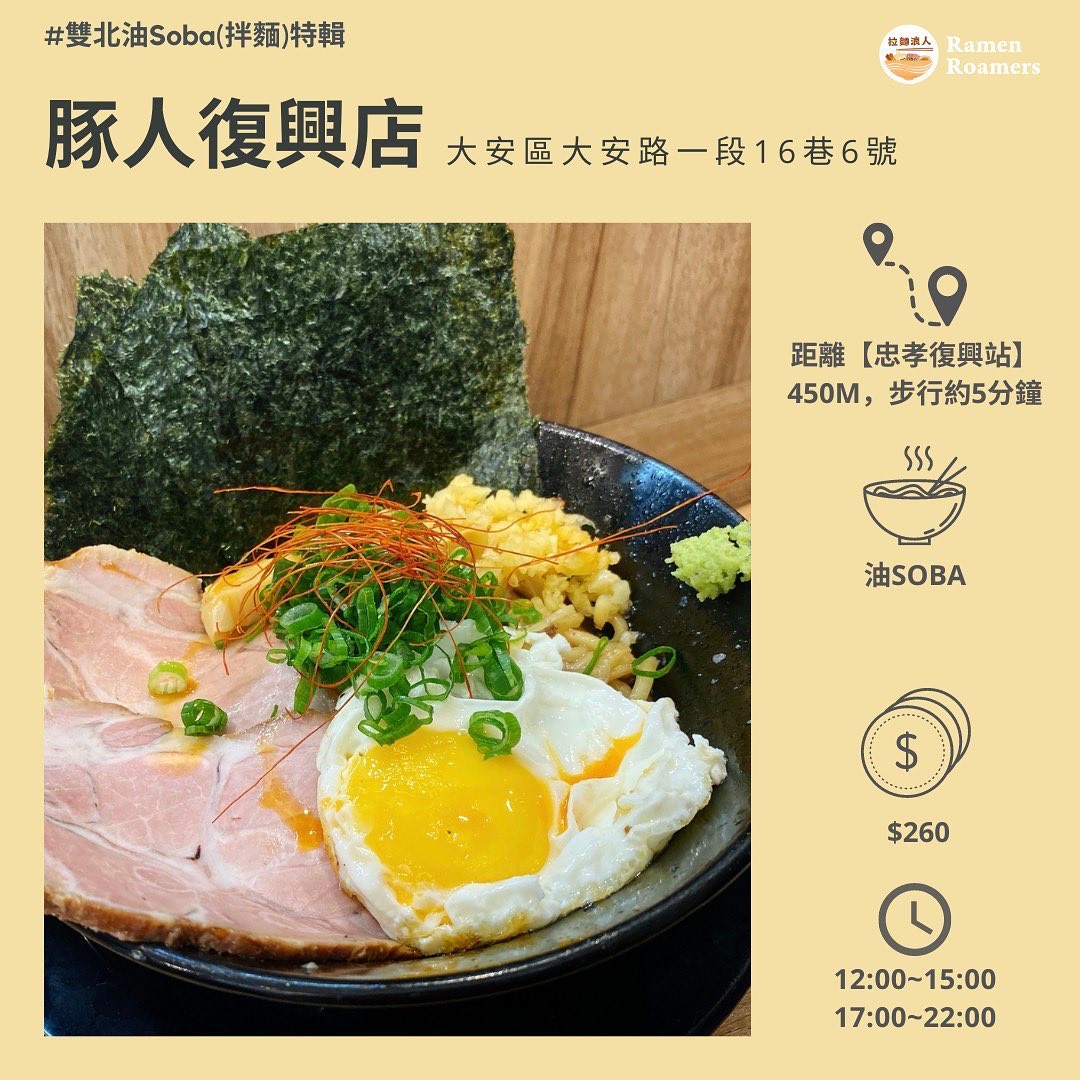 #雙北油Soba(拌麵)特輯
拉麵浪人
Ramen
Roamers
豚人復興店
大安區大安路一段16巷6號
距離【忠孝復興站】
450M，步行約5分鐘
油SOBA
$
$260
12:00~15:00
17:00~22:00